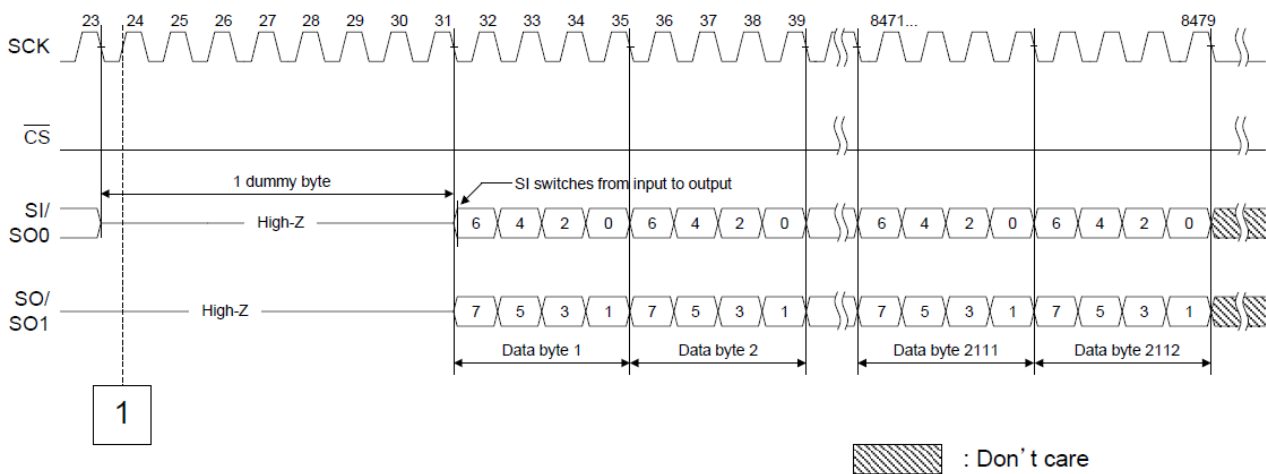 23 24 25 26 27 28 29 30 31 32 33 34 35 36 37 38 39 8471... 8479
SCK
CS
1 dummy byte
SI switches from input to output
SI/
SO0
High-Z
6 4 2 0 6 4 2 0 6 4 2 0 6 4 2 0
SO/
SO1
High-Z
7 5 3 1 7 5 3 1 7 5 3 1 7 5 3 1
Data byte 1 Data byte 2 Data byte 2111 Data byte 2112
1
: Don't care